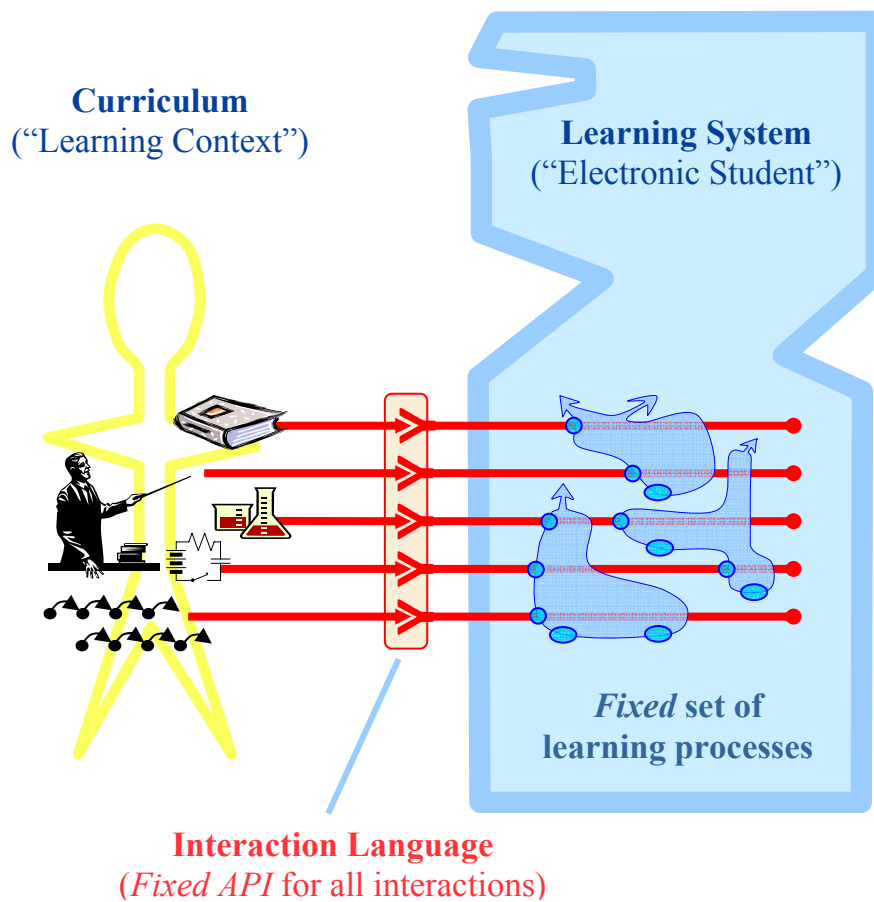 Curriculum
(“Learning Context”)
Learning System
(“Electronic Student”)
Fixed set of
learning processes
Interaction Language
(Fixed API for all interactions)